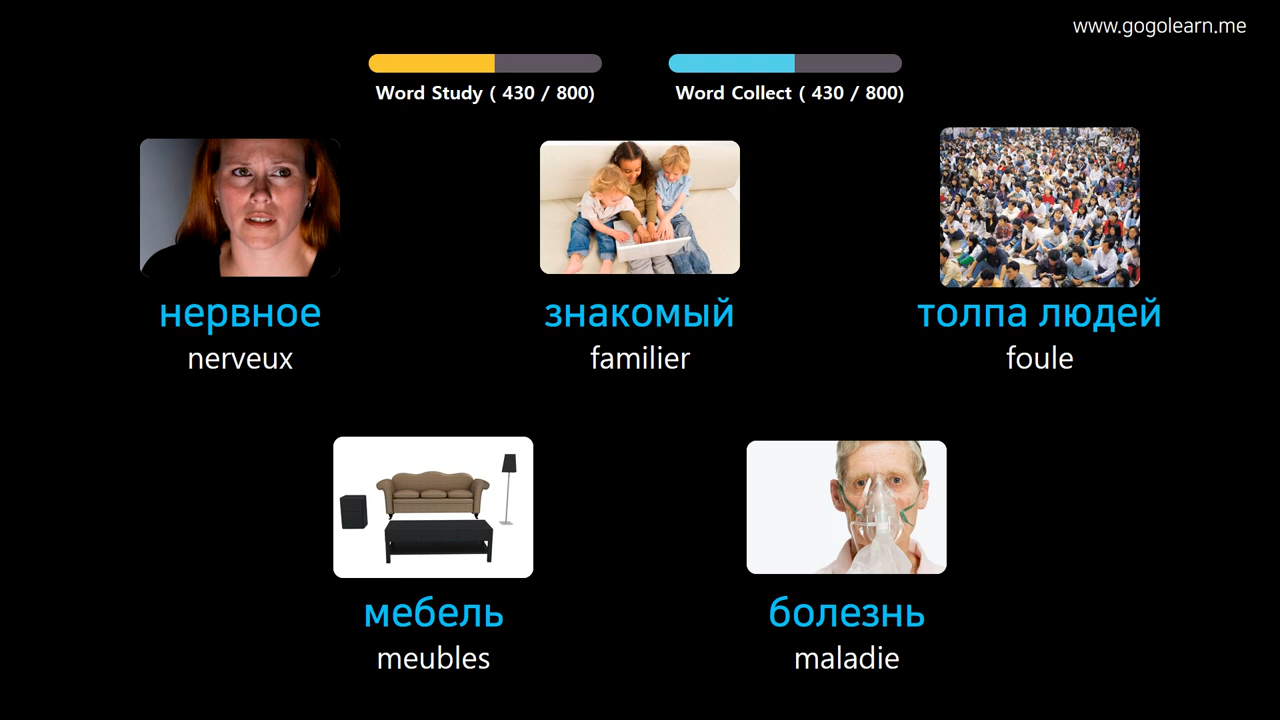 www.gogolearn.me
Word Study ( 430 / 800)
Word Collect ( 430 / 800)
нервное
nerveux
знакомый
familier
толпа людей
foule
мебель
meubles
болезнь
maladie